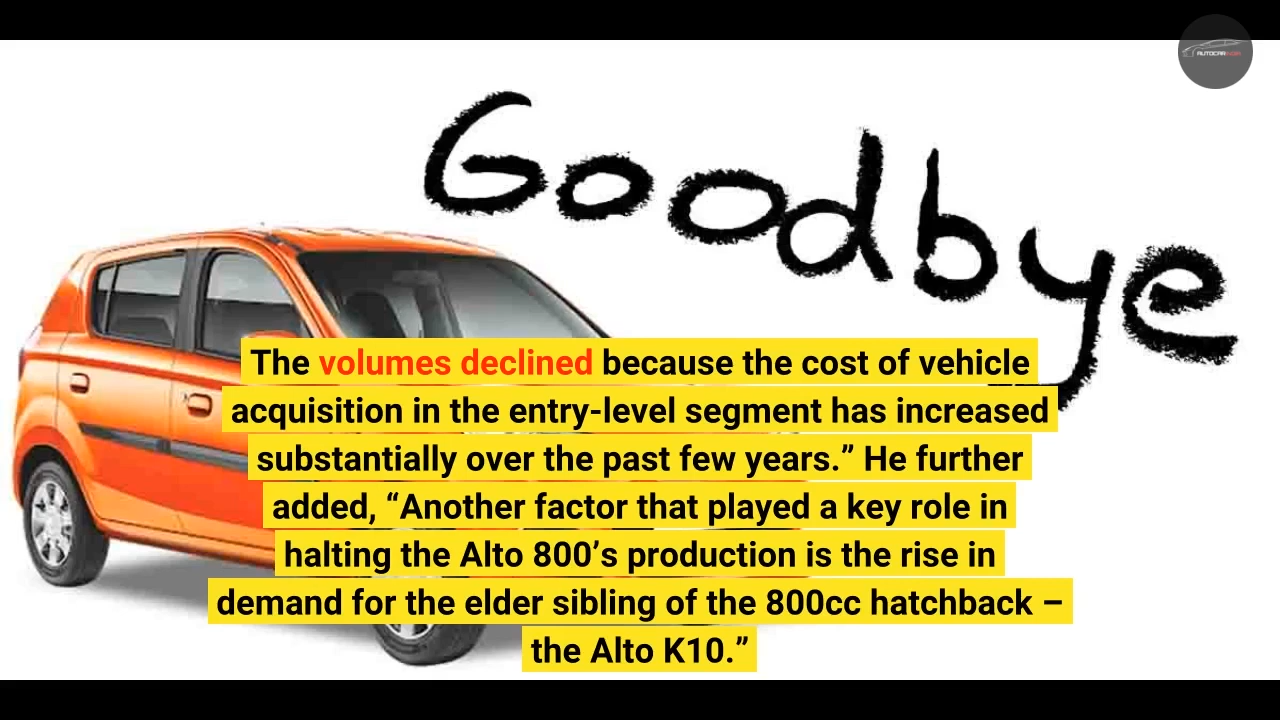 AUTOCARINDIA
Goodbye
The volumes declined because the cost of vehicle
acquisition in the entry-level segment has increased
substantially over the past few years.” He further
added, “Another factor that played a key role in
halting the Alto 800’s production is the rise in
demand for the elder sibling of the 800cc hatchback –
the Alto K10.”